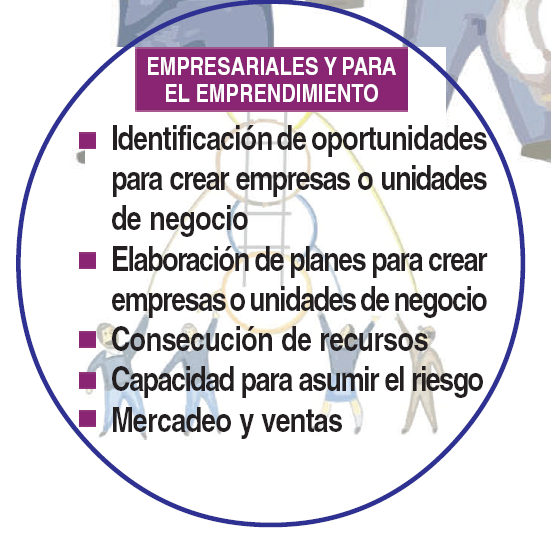 EMPRESARIALES Y PARA
EL EMPRENDIMIENTO
Identificación de oportunidades
para crear empresas o unidades
de negocio
Elaboración de planes para crear
empresas o unidades de negocio
Consecución de recursos
Capacidad para asumir el riesgo
Mercadeo y ventas